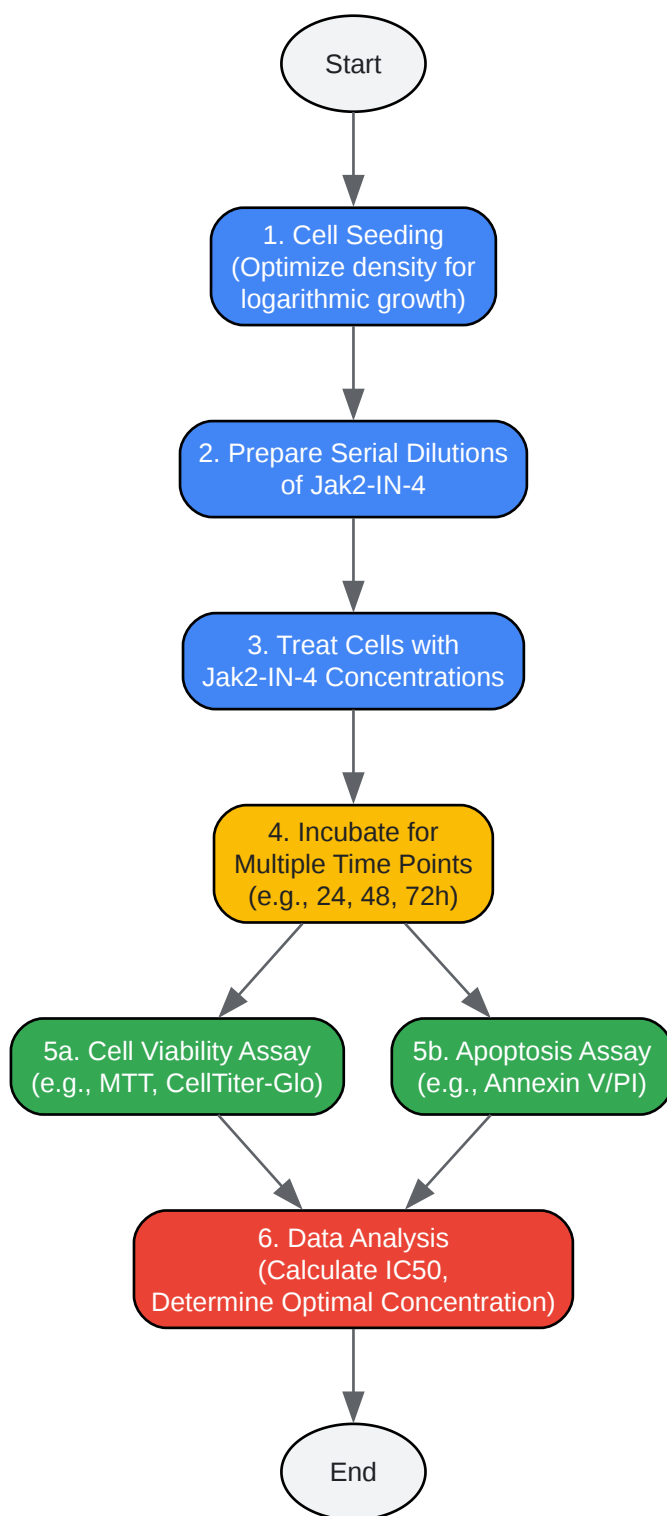 Start
1. Cell Seeding
(Optimize density for
logarithmic growth)
2. Prepare Serial Dilutions
of Jak2-IN-4
3. Treat Cells with
Jak2-IN-4 Concentrations
4. Incubate for
Multiple Time Points
(e.g., 24, 48, 72h)
5a. Cell Viability Assay
(e.g., MTT, CellTiter-Glo)
5b. Apoptosis Assay
(e.g., Annexin V/PI)
6. Data Analysis
(Calculate IC50,
Determine Optimal Concentration)
End